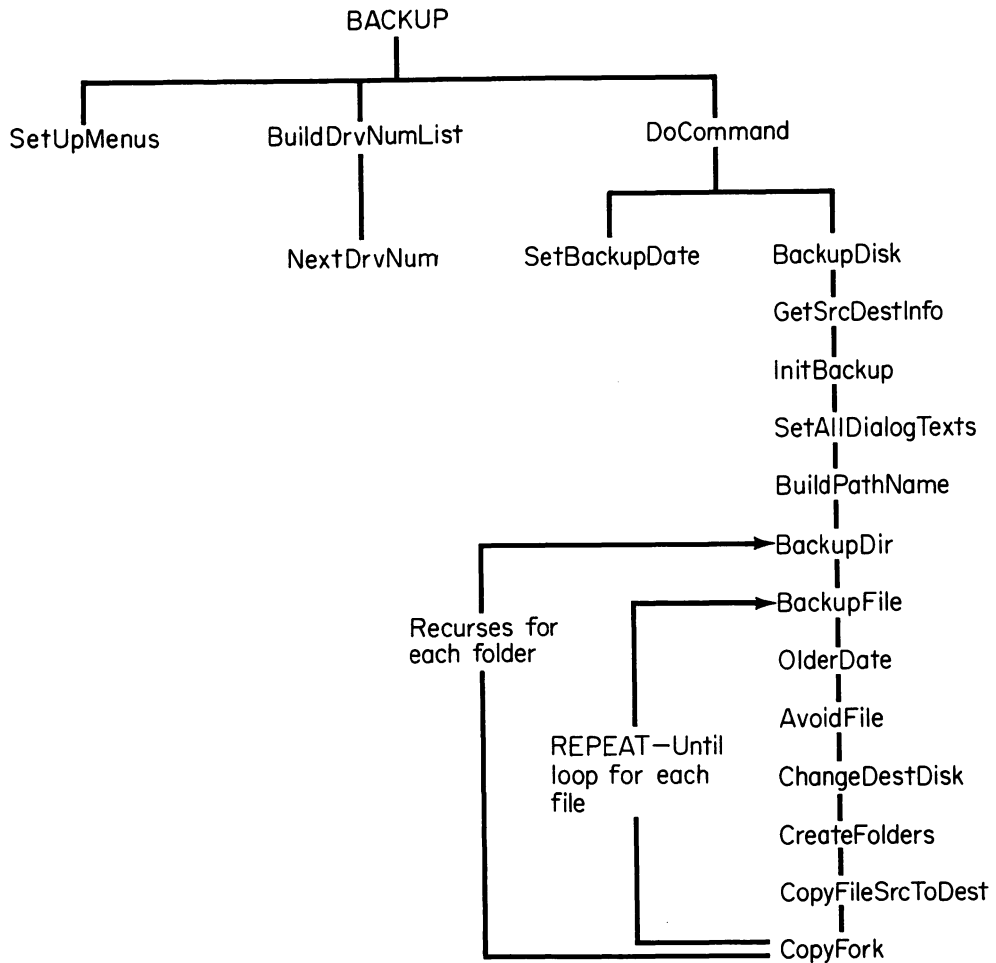 BACKUP
SetUpMenus
BuildDrvNumList
DoCommand
NextDrvNum
SetBackupDate
BackupDisk
GetSrcDestInfo
InitBackup
SetAllDialogTexts
BuildPathName
BackupDir
BackupFile
Recurses for
each folder
OlderDate
AvoidFile
REPEAT—Until
loop for each
file
ChangeDestDisk
CreateFolders
CopyFileSrcToDest
CopyFork